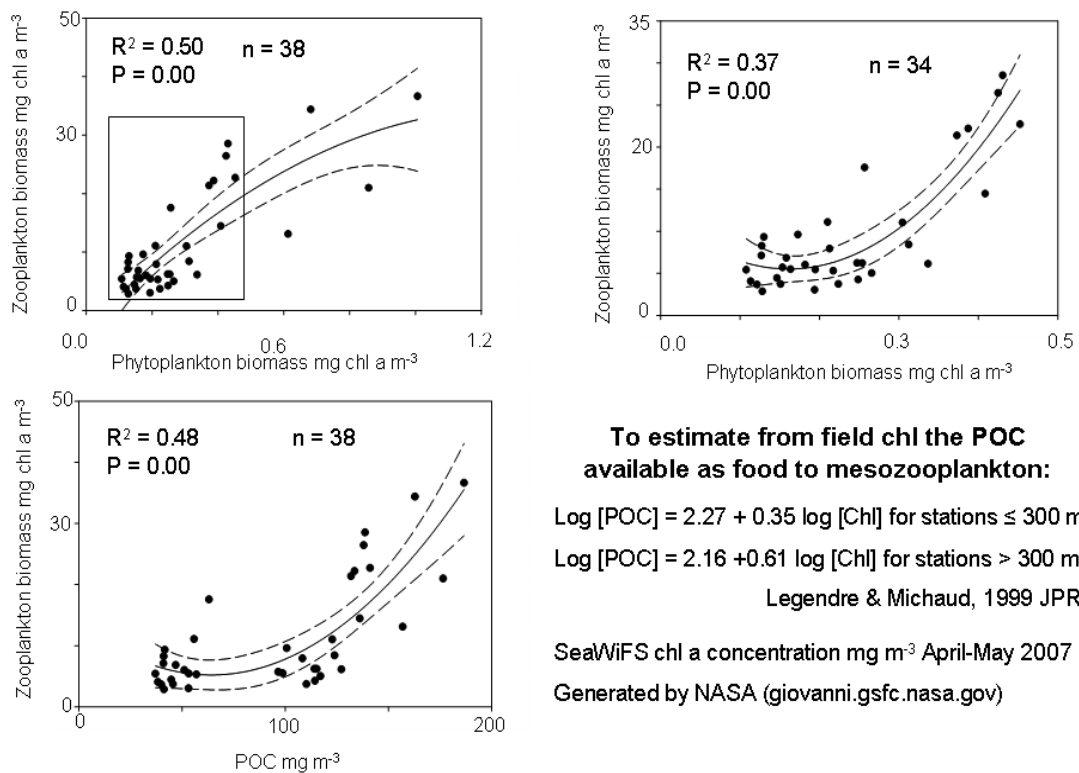 50
R² = 0.50 n = 38
P = 0.00
30
0
0.0 0.6 1.2
Zooplankton biomass mg chl a m-³
Phytoplankton biomass mg chl a m-³
35
R² = 0.37 n = 34
P = 0.00
20
0
0.0 0.3 0.5
Zooplankton biomass mg chl a m-³
Phytoplankton biomass mg chl a m-³
50
R² = 0.48 n = 38
P = 0.00
30
0
0 100 200
Zooplankton biomass mg chl a m-³
POC mg m-³
To estimate from field chl the POC
available as food to mesozooplankton:
Log [POC] = 2.27 + 0.35 log [Chl] for stations ≤ 300 m
Log [POC] = 2.16 +0.61 log [Chl] for stations > 300 m
Legendre & Michaud, 1999 JPR
SeaWiFS chl a concentration mg m-³ April-May 2007
Generated by NASA (giovanni.gsfc.nasa.gov)